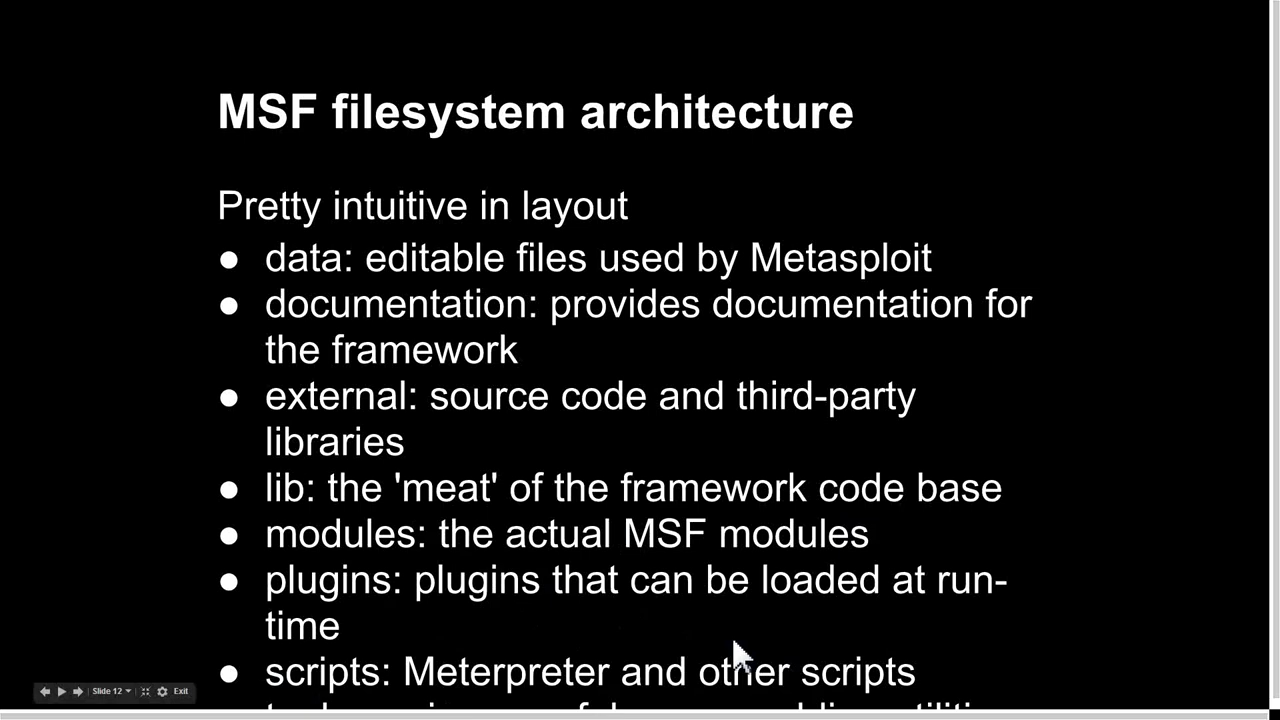 MSF filesystem architecture
Pretty intuitive in layout
● data: editable files used by Metasploit
● documentation: provides documentation for
the framework
● external: source code and third-party
libraries
● lib: the 'meat' of the framework code base
● modules: the actual MSF modules
● plugins: plugins that can be loaded at run-
time
● scripts: Meterpreter and other scripts
Slide 12
Exit